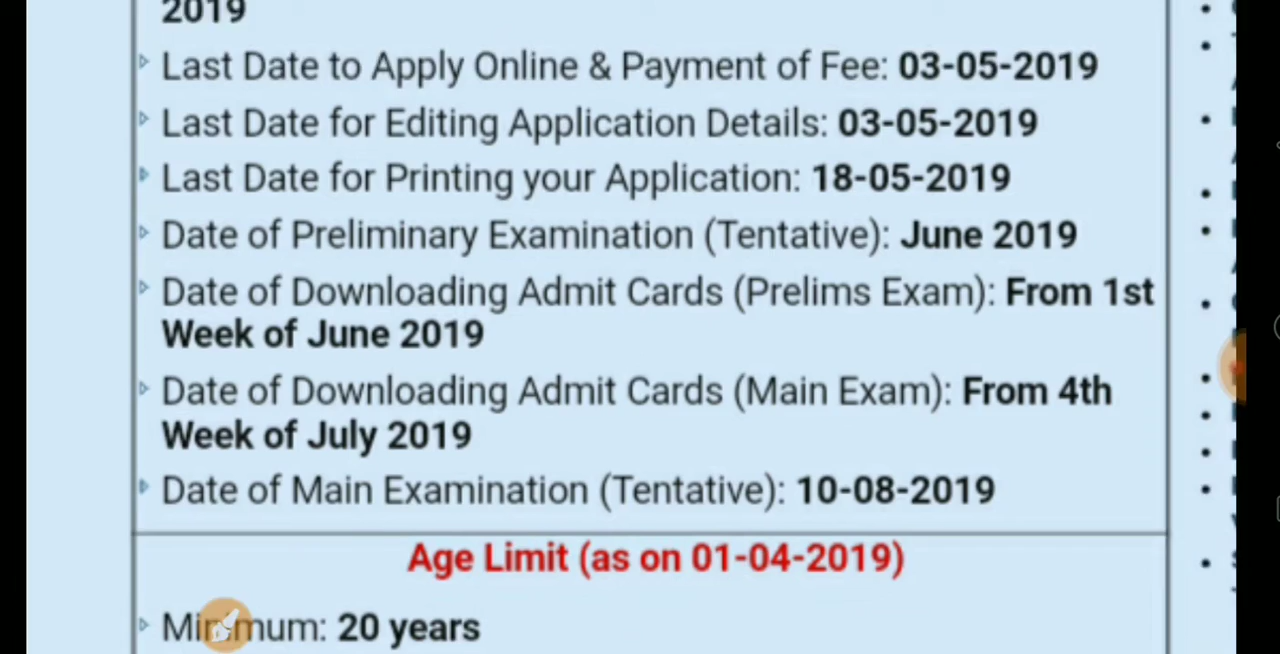 2019
Last Date to Apply Online & Payment of Fee: 03-05-2019
Last Date for Editing Application Details: 03-05-2019
Last Date for Printing your Application: 18-05-2019
Date of Preliminary Examination (Tentative): June 2019
Date of Downloading Admit Cards (Prelims Exam): From 1st
Week of June 2019
Date of Downloading Admit Cards (Main Exam): From 4th
Week of July 2019
Date of Main Examination (Tentative): 10-08-2019
Age Limit (as on 01-04-2019)
Minimum: 20 years